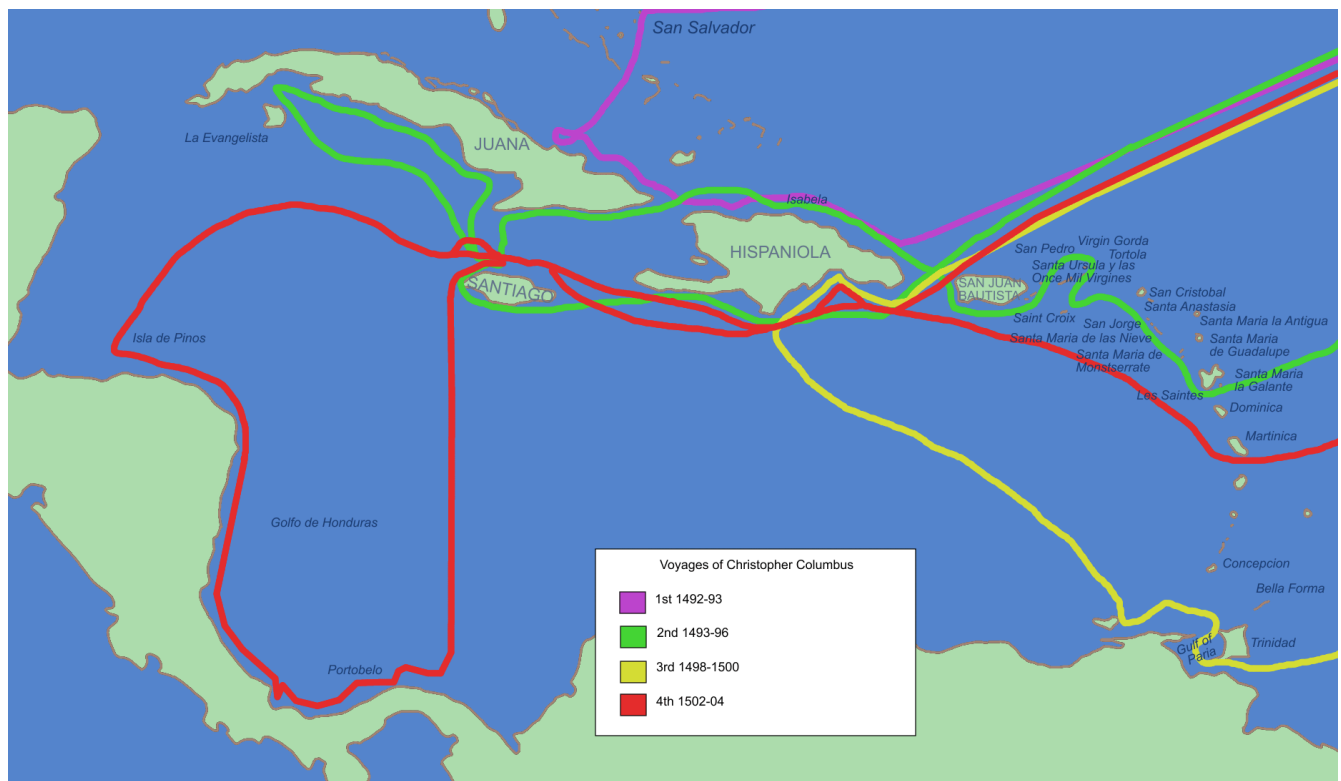 San Salvador
La Evangelista
JUANA
Isabela
HISPANIOLA
SANTIAGO
SAN JUAN
BAUTISTA
San Pedro
Virgin Gorda
Tortola
Santa Ursula y las
Once Mil Virgines
Saint Croix
San Cristobal
Santa Anastasia
San Jorge
Santa Maria la Antigua
Santa Maria de las Nieve
Santa Maria
de Guadalupe
Santa Maria de
Monstserrate
Santa Maria
la Galante
Les Saintes
Dominica
Martinica
Isla de Pinos
Golfo de Honduras
Portobelo
Concepcion
Bella Forma
Trinidad
Gulf of
Paria
Voyages of Christopher Columbus
1st 1492-93
2nd 1493-96
3rd 1498-1500
4th 1502-04